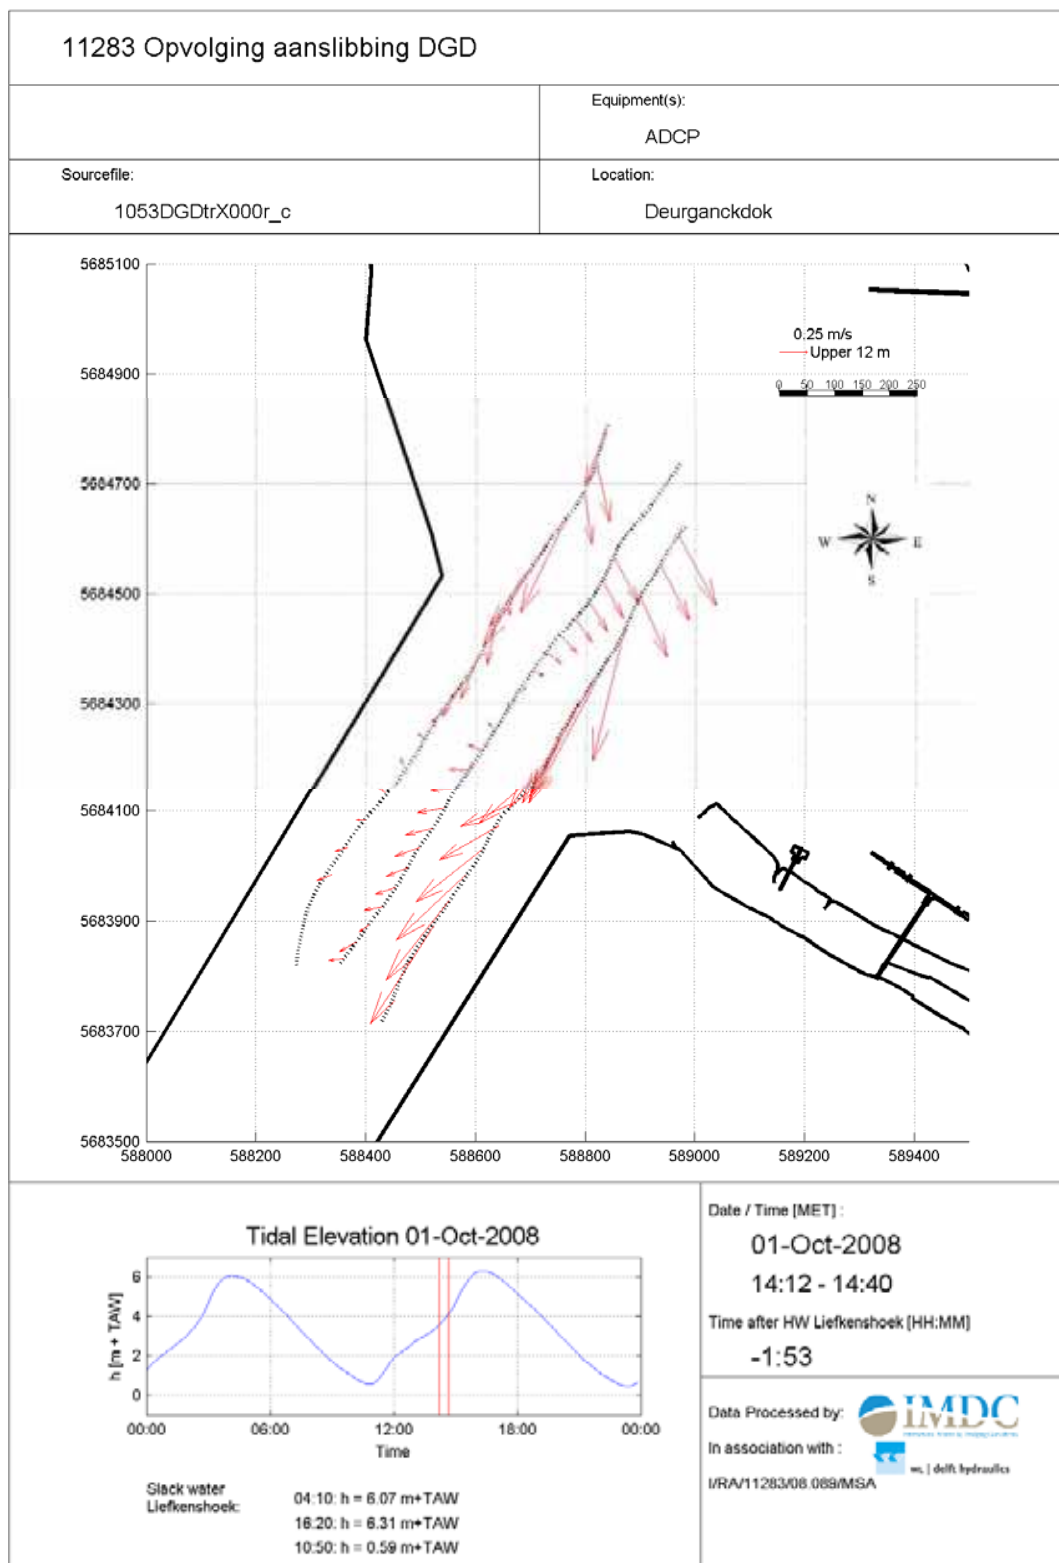 11283 Opvolging aanslibbing DGD
Equipment(s):
ADCP
Sourcefile:
1053DGDtrX000r_c
Location:
Deurganckdok
5685100
0.25 m/s
Upper 12 m
5684900
0 50 100 150 200 250
5684700
N
W E
S
5684500
5684300
5684100
5683900
5683700
5683500
588000 588200 588400 588600 588800 589000 589200 589400
Tidal Elevation 01-Oct-2008
h [m + TAW]
6
4
2
0
00:00 06:00 12:00 18:00 00:00
Time
Slack water
Liefkenshoek:
04:10: h = 6.07 m+TAW
16:20: h = 6.31 m+TAW
10:50: h = 0.59 m+TAW
Date / Time [MET] :
01-Oct-2008
14:12 - 14:40
Time after HW Liefkenshoek [HH:MM]
-1:53
Data Processed by:
IMDC
In association with :
wL | delft hydraulics
I/RA/11283/08.089/MSA